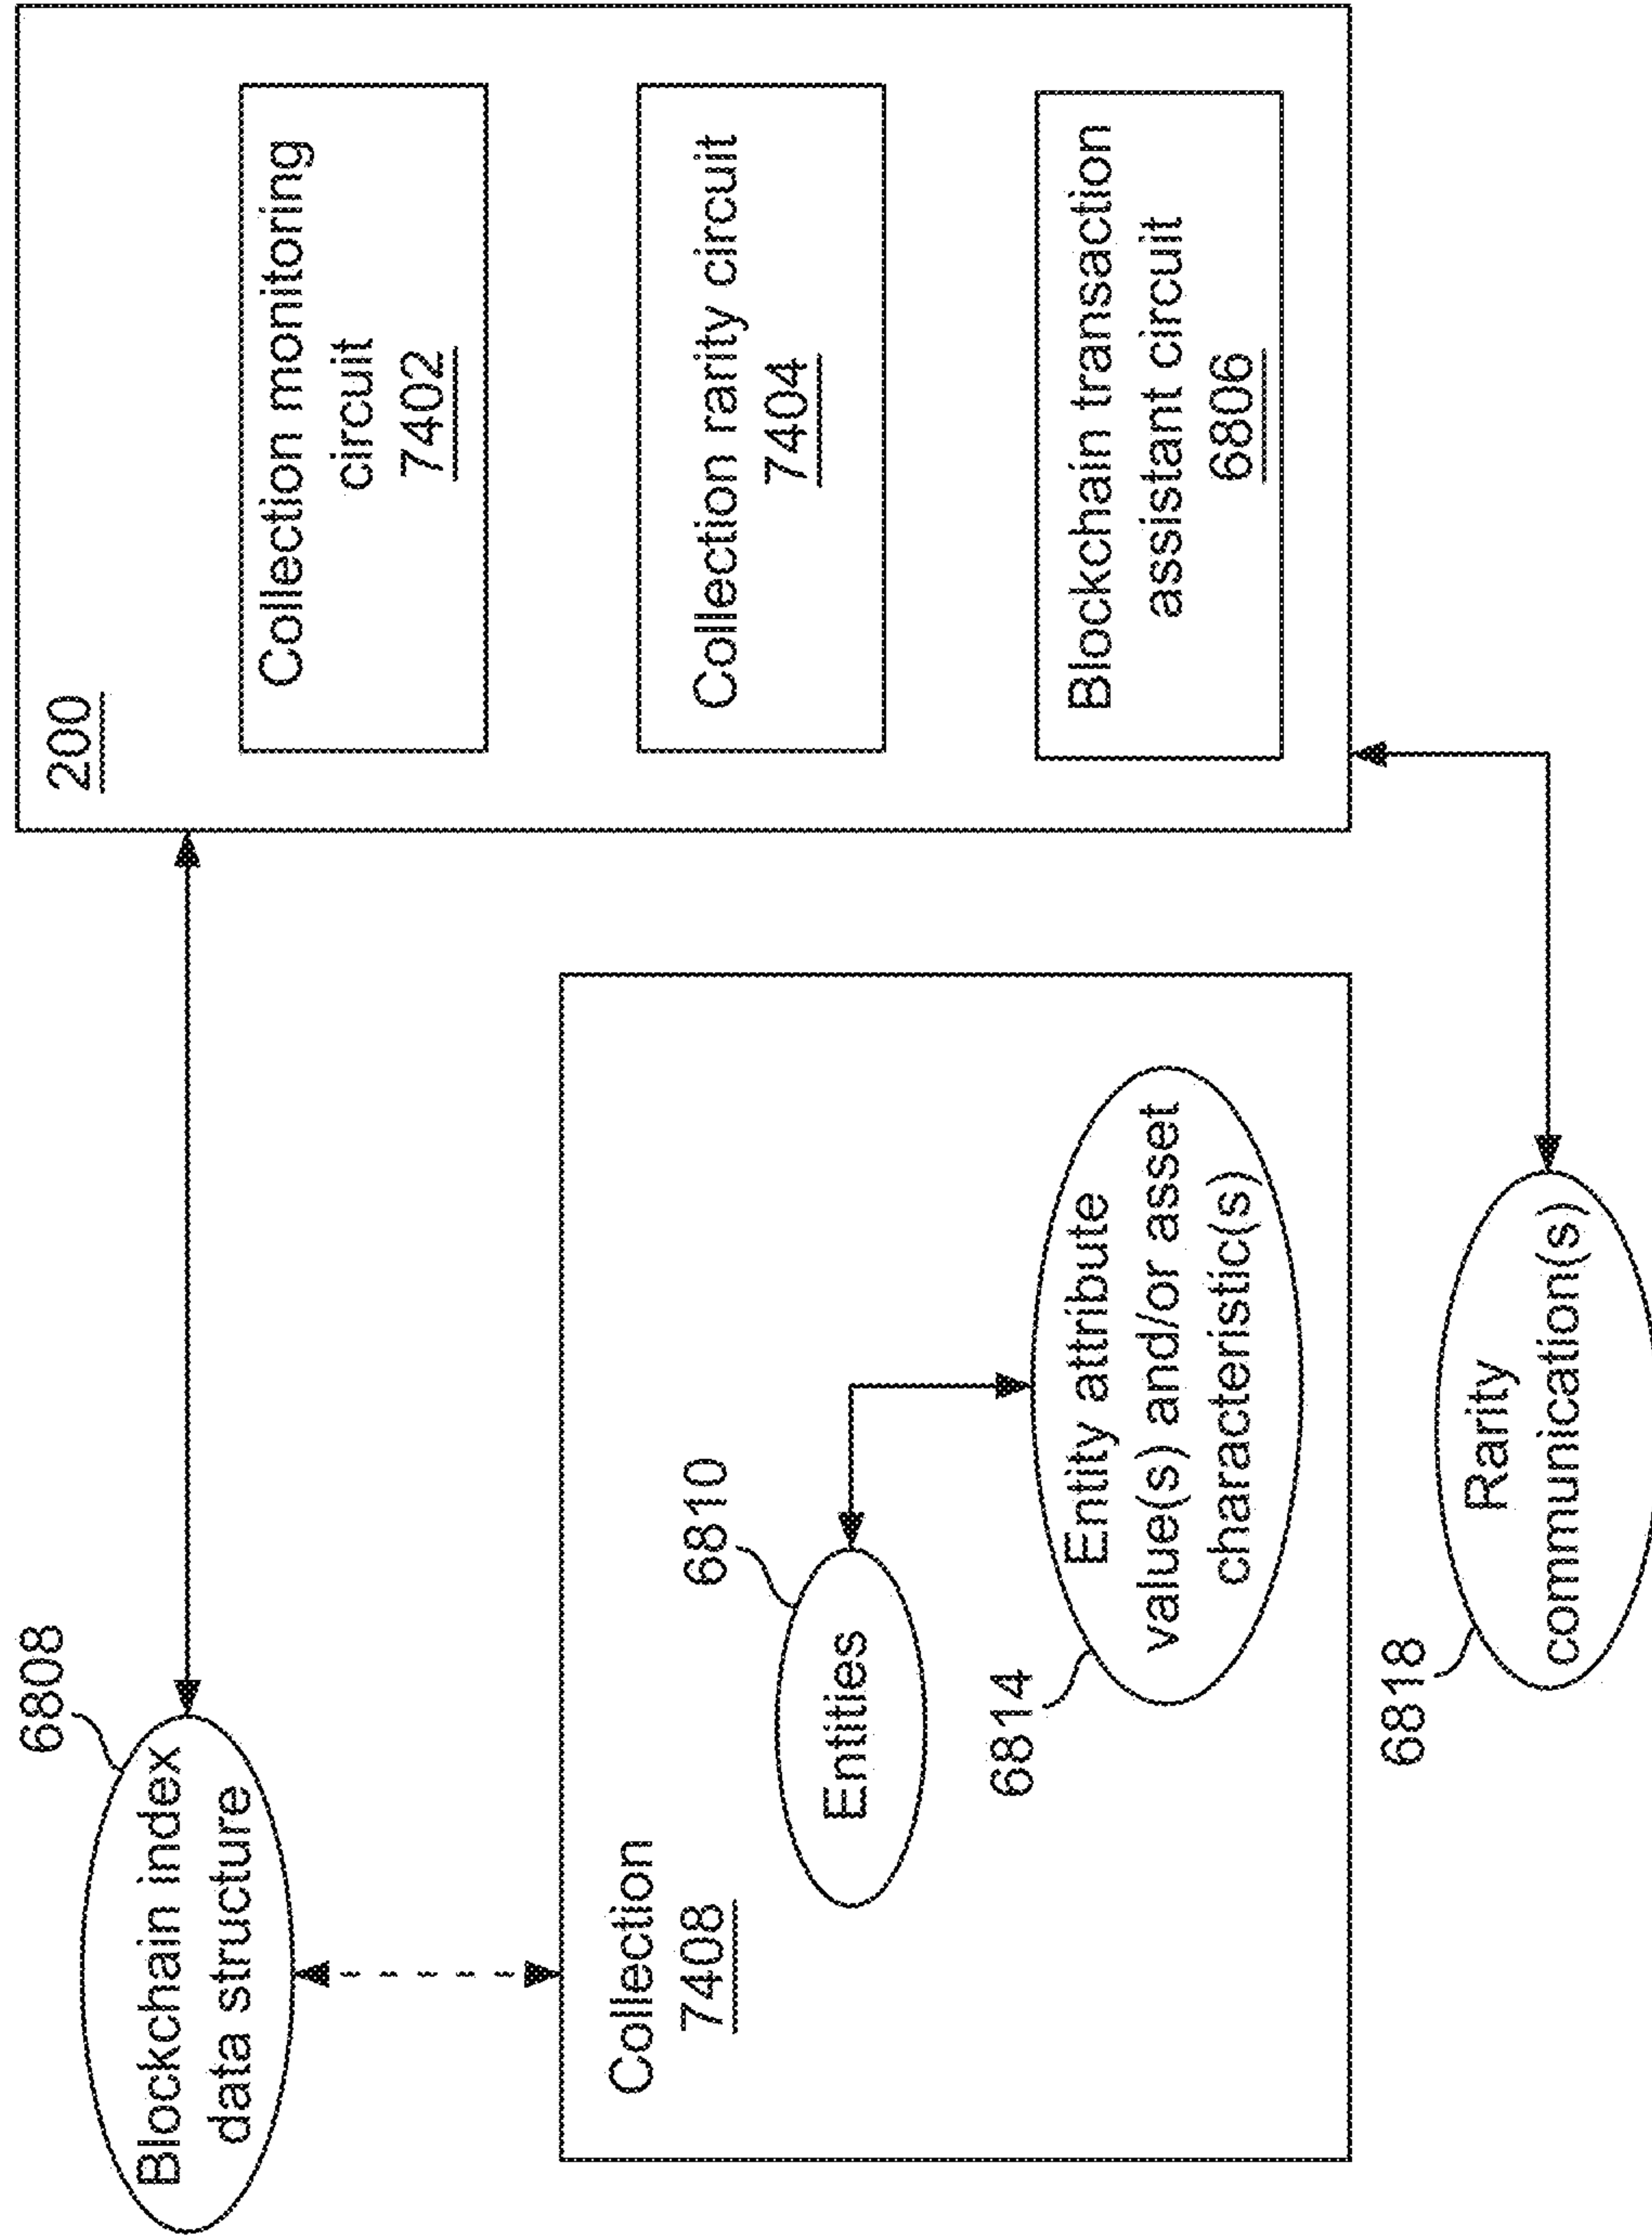 6808
Blockchain index
data structure
200
Collection monitoring
circuit
7402
Collection rarity circuit
7404
Blockchain transaction
assistant circuit
6806
Collection
7408
6810
Entities
6814
Entity attribute
value(s) and/or asset
characteristic(s)
6818
Rarity
communication(s)